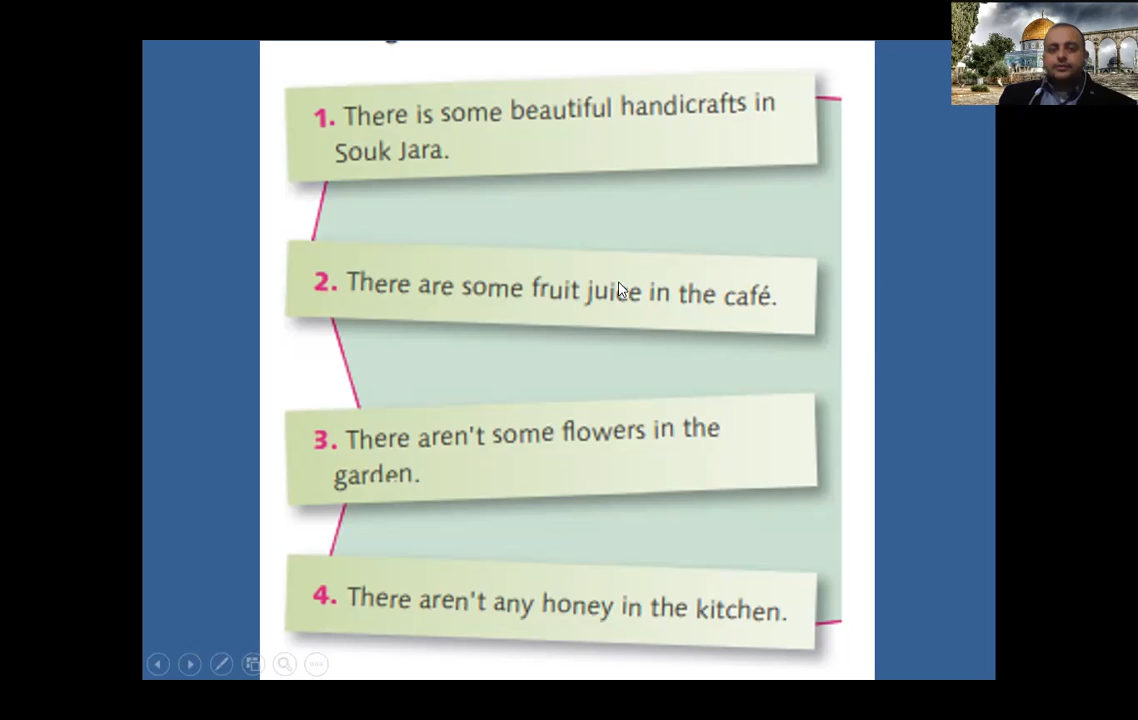 1. There is some beautiful handicrafts in
Souk Jara.
2. There are some fruit juice in the café.
3. There aren't some flowers in the
garden.
4. There aren't any honey in the kitchen.